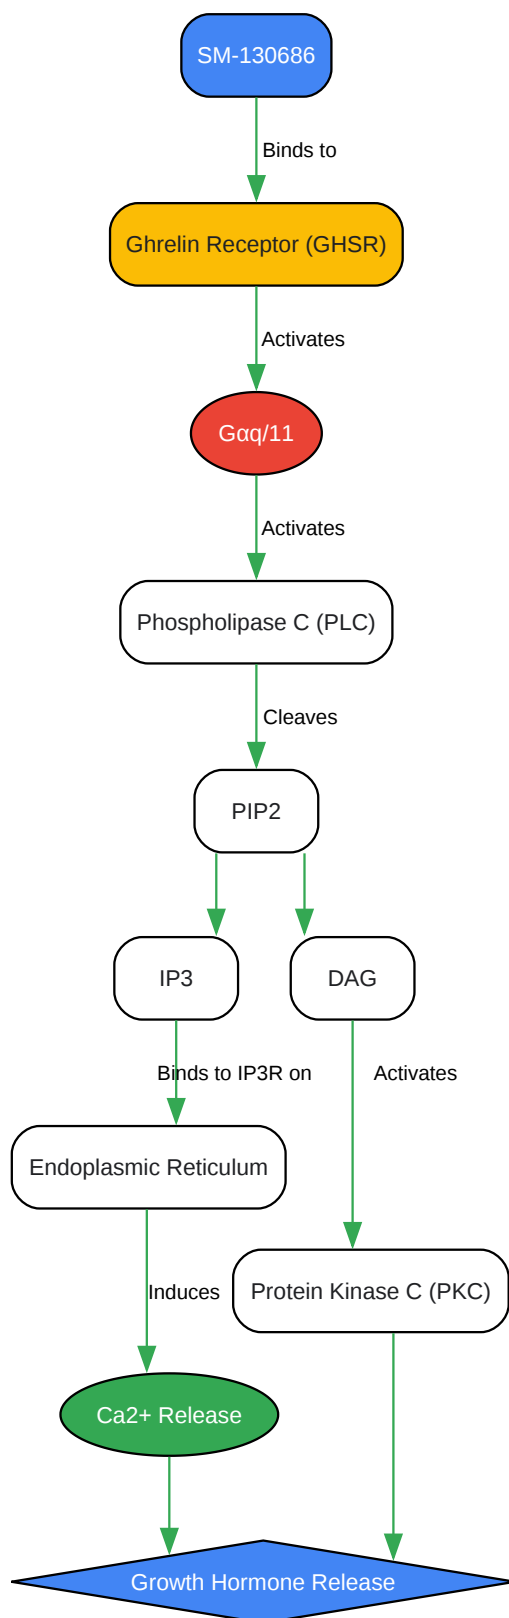 SM-130686
Binds to
Ghrelin Receptor (GHSR)
Activates
Gαq/11
Activates
Phospholipase C (PLC)
Cleaves
PIP2
IP3
DAG
Binds to IP3R on
Activates
Endoplasmic Reticulum
Induces
Protein Kinase C (PKC)
Ca2+ Release
Growth Hormone Release